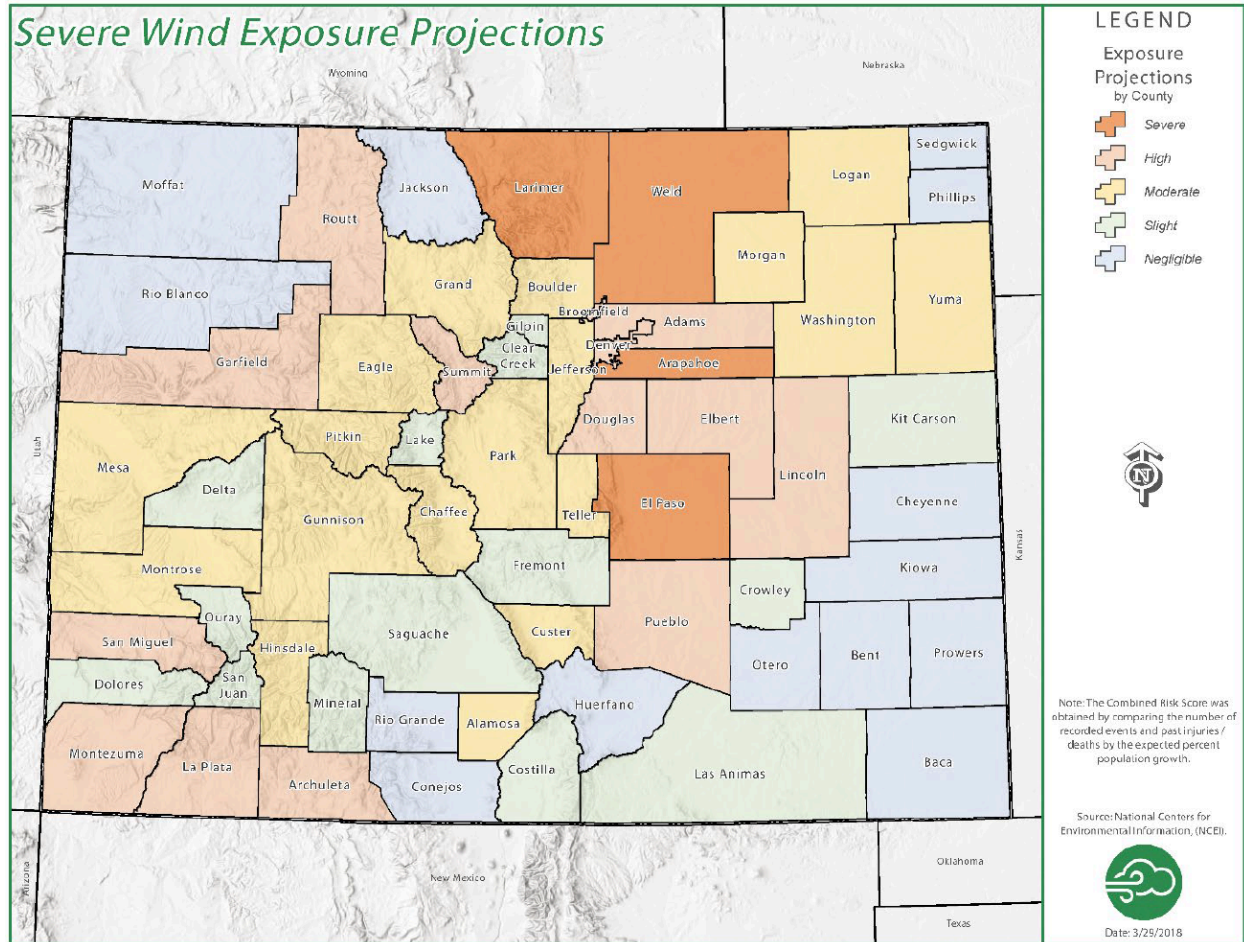 Severe Wind Exposure Projections
Wyoming
Nebraska
Moffat
Routt
Jackson
Larimer
Weld
Logan
Sedgwick
Phillips
Rio Blanco
Grand
Boulder
Broomfield
Morgan
Washington
Yuma
Garfield
Eagle
Summit
Gilpin
Clear
Creek
Jefferson
Denver
Adams
Arapahoe
Utah
Mesa
Delta
Pitkin
Lake
Park
Douglas
Elbert
Lincoln
Kit Carson
Gunnison
Chaffee
Teller
El Paso
Cheyenne
Kansas
Montrose
Ouray
Fremont
Crowley
Kiowa
San Miguel
Hinsdale
Saguache
Custer
Pueblo
Otero
Bent
Prowers
Dolores
San
Juan
Mineral
Rio Grande
Alamosa
Huerfano
Montezuma
La Plata
Archuleta
Conejos
Costilla
Las Animas
Baca
Arizona
New Mexico
Oklahoma
Texas
LEGEND
Exposure
Projections
by County
Severe
High
Moderate
Slight
Negligible
N
Note: The Combined Risk Score was
obtained by comparing the number of
recorded events and past injuries /
deaths by the expected percent
population growth.
Source: National Centers for
Environmental Information, (NCEI).
Date: 3/29/2018